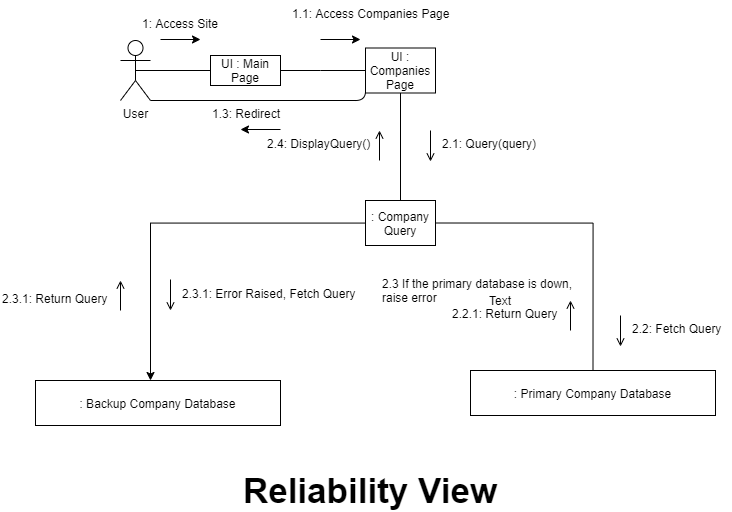 1.1: Access Companies Page
1: Access Site
UI : Main
Page
UI :
Companies
Page
User
1.3: Redirect
2.4: DisplayQuery()
2.1: Query(query)
: Company
Query
2.3.1: Return Query
2.3.1: Error Raised, Fetch Query
2.3 If the primary database is down,
raise error
Text
2.2.1: Return Query
2.2: Fetch Query
: Backup Company Database
: Primary Company Database
Reliability View